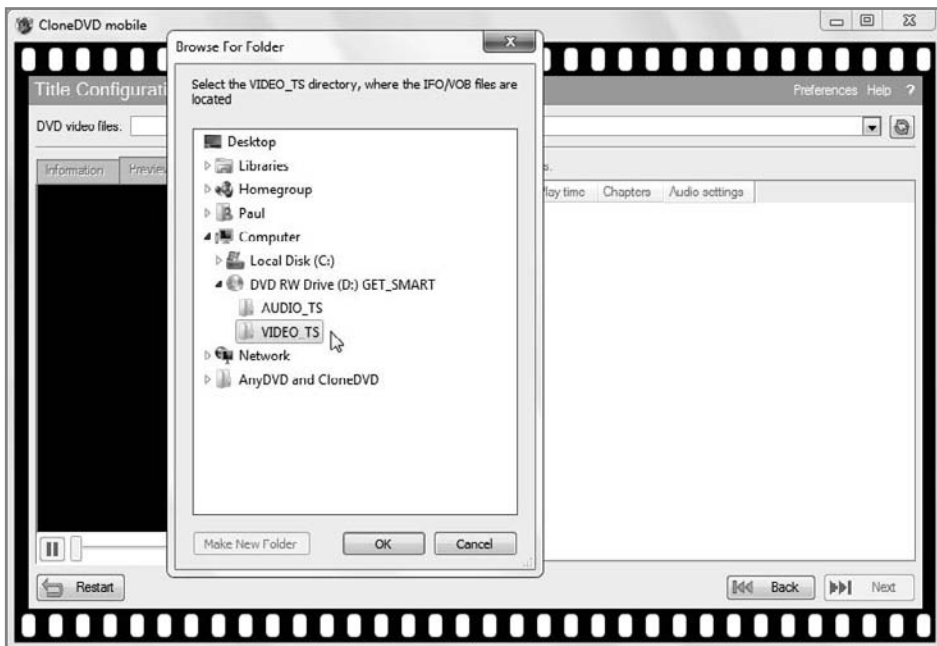 CloneDVD mobile
Browse For Folder
Title Configurati
Preferences Help ?
Select the VIDEO_TS directory, where the IFO/VOB files are
located
DVD video files:
Information Previe
s.
lay time Chapters Audio settings
Desktop
Libraries
Homegroup
Paul
Computer
Local Disk (C:)
DVD RW Drive (D:) GET_SMART
AUDIO_TS
VIDEO_TS
Network
AnyDVD and CloneDVD
Make New Folder OK Cancel
Restart Back Next